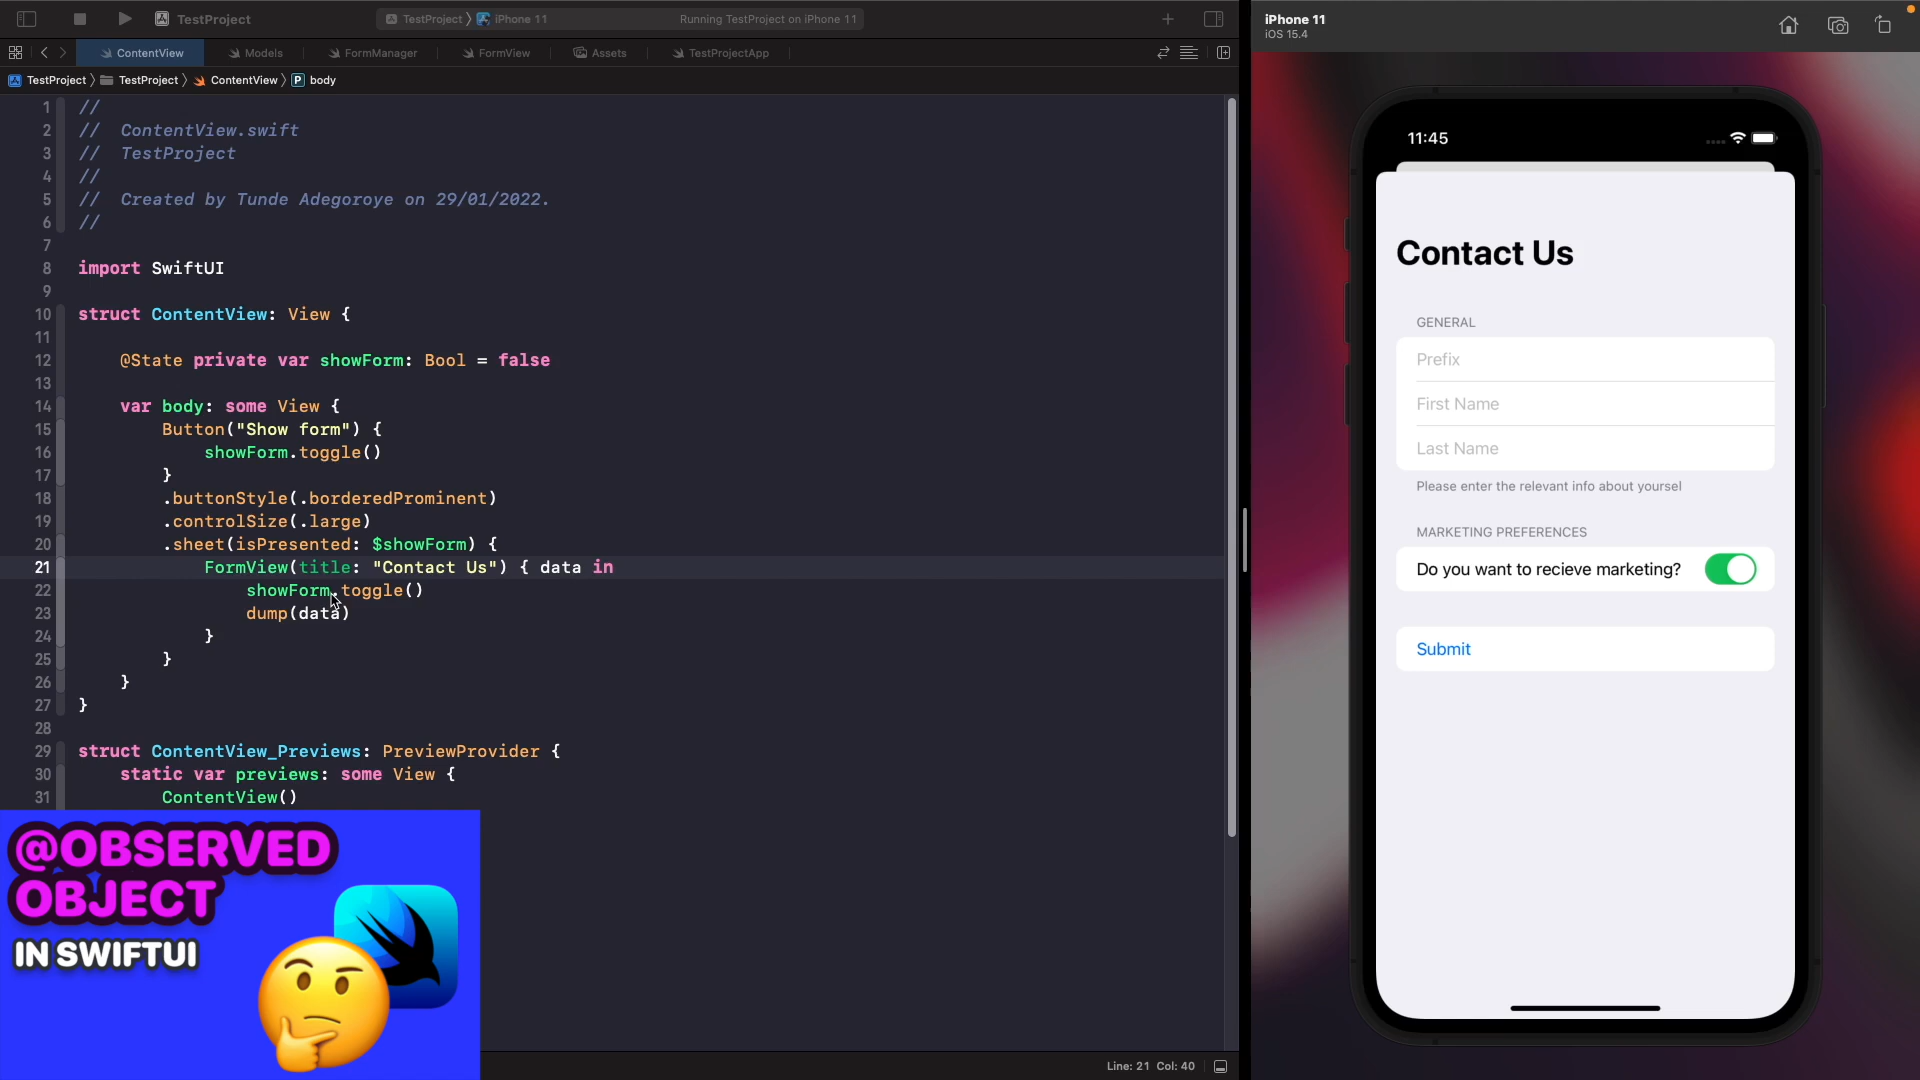 TestProject
TestProject
iPhone 11
Running TestProject on iPhone 11
ContentView
Models
FormManager
FormView
Assets
TestProjectApp
TestProject
TestProject
ContentView
P
body
1 //
2 //  ContentView.swift
3 //  TestProject
4 //
5 //  Created by Tunde Adegoroye on 29/01/2022.
6 //
7
8 import SwiftUI
9
10 struct ContentView: View {
11
12     @State private var showForm: Bool = false
13
14     var body: some View {
15         Button("Show form") {
16             showForm.toggle()
17         }
18         .buttonStyle(.borderedProminent)
19         .controlSize(.large)
20         .sheet(isPresented: $showForm) {
21             FormView(title: "Contact Us") { data in
22                 showForm.toggle()
23                 dump(data)
24             }
25         }
26     }
27 }
28
29 struct ContentView_Previews: PreviewProvider {
30     static var previews: some View {
31         ContentView()
@OBSERVED
OBJECT
IN SWIFTUI
Line: 21 Col: 40
iPhone 11
iOS 15.4
11:45
Contact Us
GENERAL
Prefix
First Name
Last Name
Please enter the relevant info about yoursel
MARKETING PREFERENCES
Do you want to recieve marketing?
Submit